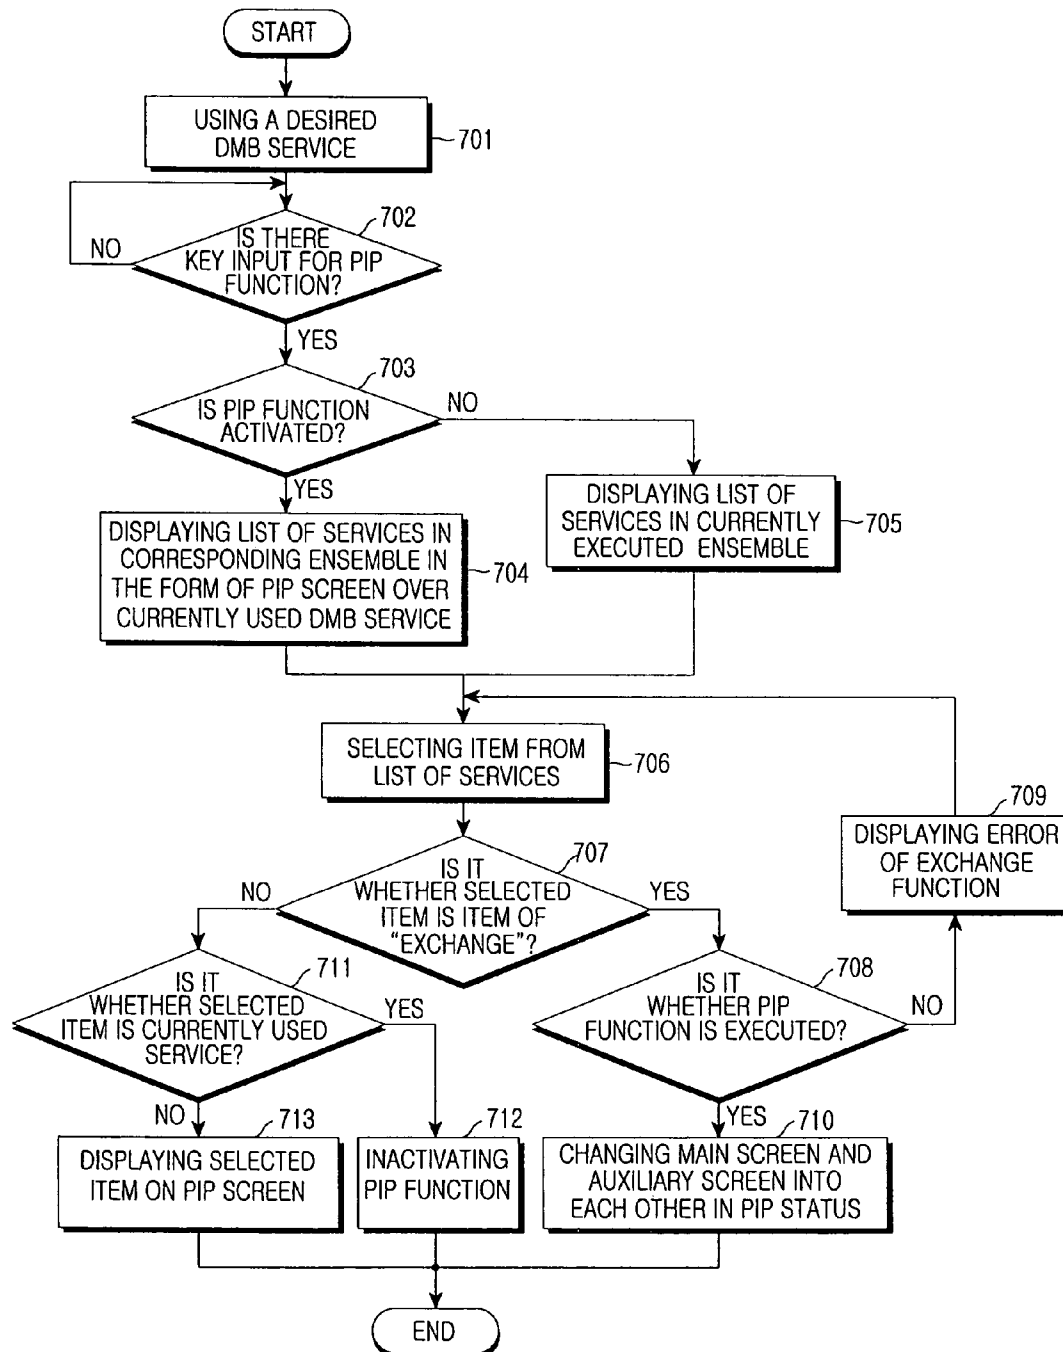 START
USING A DESIRED
DMB SERVICE
701
702
IS THERE
KEY INPUT FOR PIP
FUNCTION?
NO
YES
703
IS PIP FUNCTION
ACTIVATED?
NO
YES
DISPLAYING LIST OF SERVICES IN
CORRESPONDING ENSEMBLE IN
THE FORM OF PIP SCREEN OVER
CURRENTLY USED DMB SERVICE
704
DISPLAYING LIST OF
SERVICES IN CURRENTLY
EXECUTED ENSEMBLE
705
SELECTING ITEM FROM
LIST OF SERVICES
706
709
DISPLAYING ERROR
OF EXCHANGE
FUNCTION
707
IS IT
WHETHER SELECTED
ITEM IS ITEM OF
“EXCHANGE”?
NO
YES
711
IS IT
WHETHER SELECTED
ITEM IS CURRENTLY USED
SERVICE?
YES
NO
708
IS IT
WHETHER PIP
FUNCTION IS EXECUTED?
NO
YES
713
DISPLAYING SELECTED
ITEM ON PIP SCREEN
712
INACTIVATING
PIP FUNCTION
710
CHANGING MAIN SCREEN AND
AUXILIARY SCREEN INTO
EACH OTHER IN PIP STATUS
END